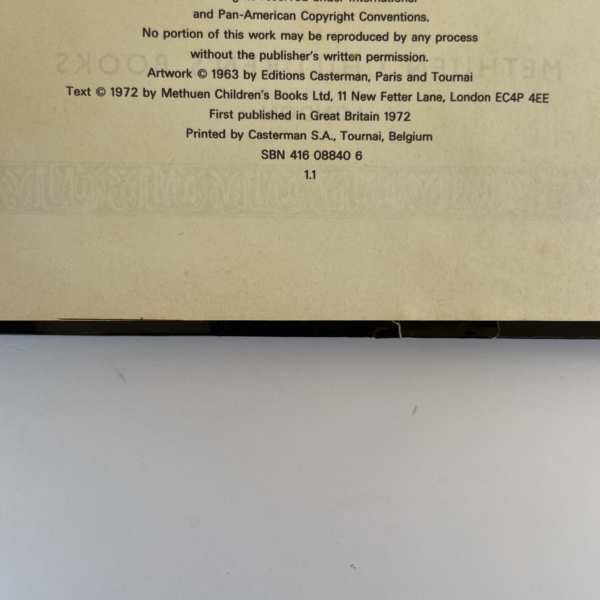 under International
and Pan-American Copyright Conventions.
No portion of this work may be reproduced by any process
without the publisher's written permission.
Artwork © 1963 by Editions Casterman, Paris and Tournai
Text © 1972 by Methuen Children's Books Ltd, 11 New Fetter Lane, London EC4P 4EE
First published in Great Britain 1972
Printed by Casterman S.A., Tournai, Belgium
SBN 416 08840 6
1.1